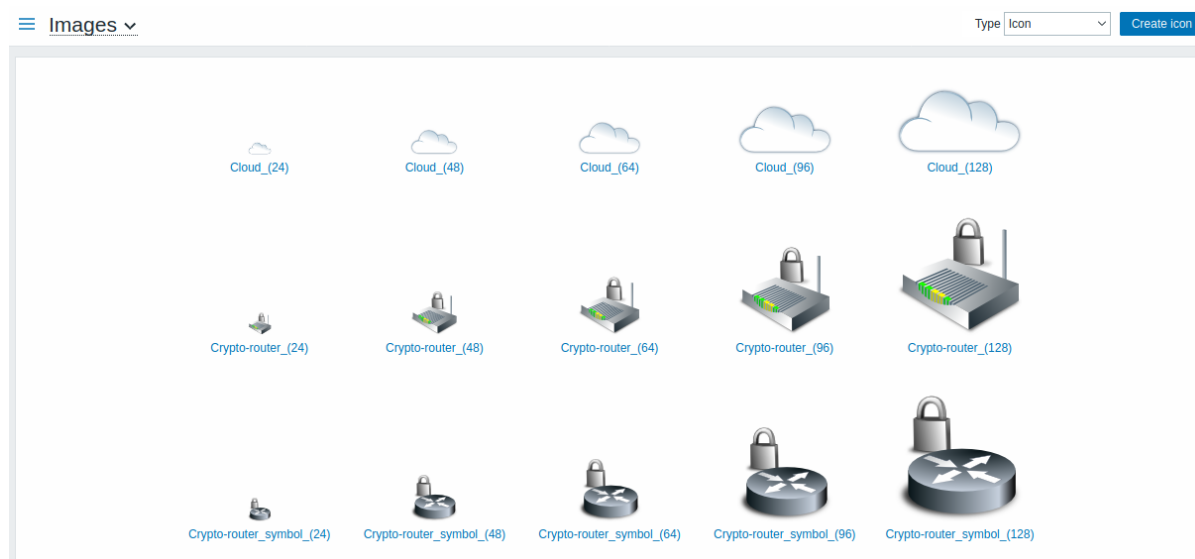 Images
Type Icon Create icon
Cloud_(24) Cloud_(48) Cloud_(64) Cloud_(96) Cloud_(128)
Crypto-router_(24) Crypto-router_(48) Crypto-router_(64) Crypto-router_(96) Crypto-router_(128)
Crypto-router_symbol_(24) Crypto-router_symbol_(48) Crypto-router_symbol_(64) Crypto-router_symbol_(96) Crypto-router_symbol_(128)